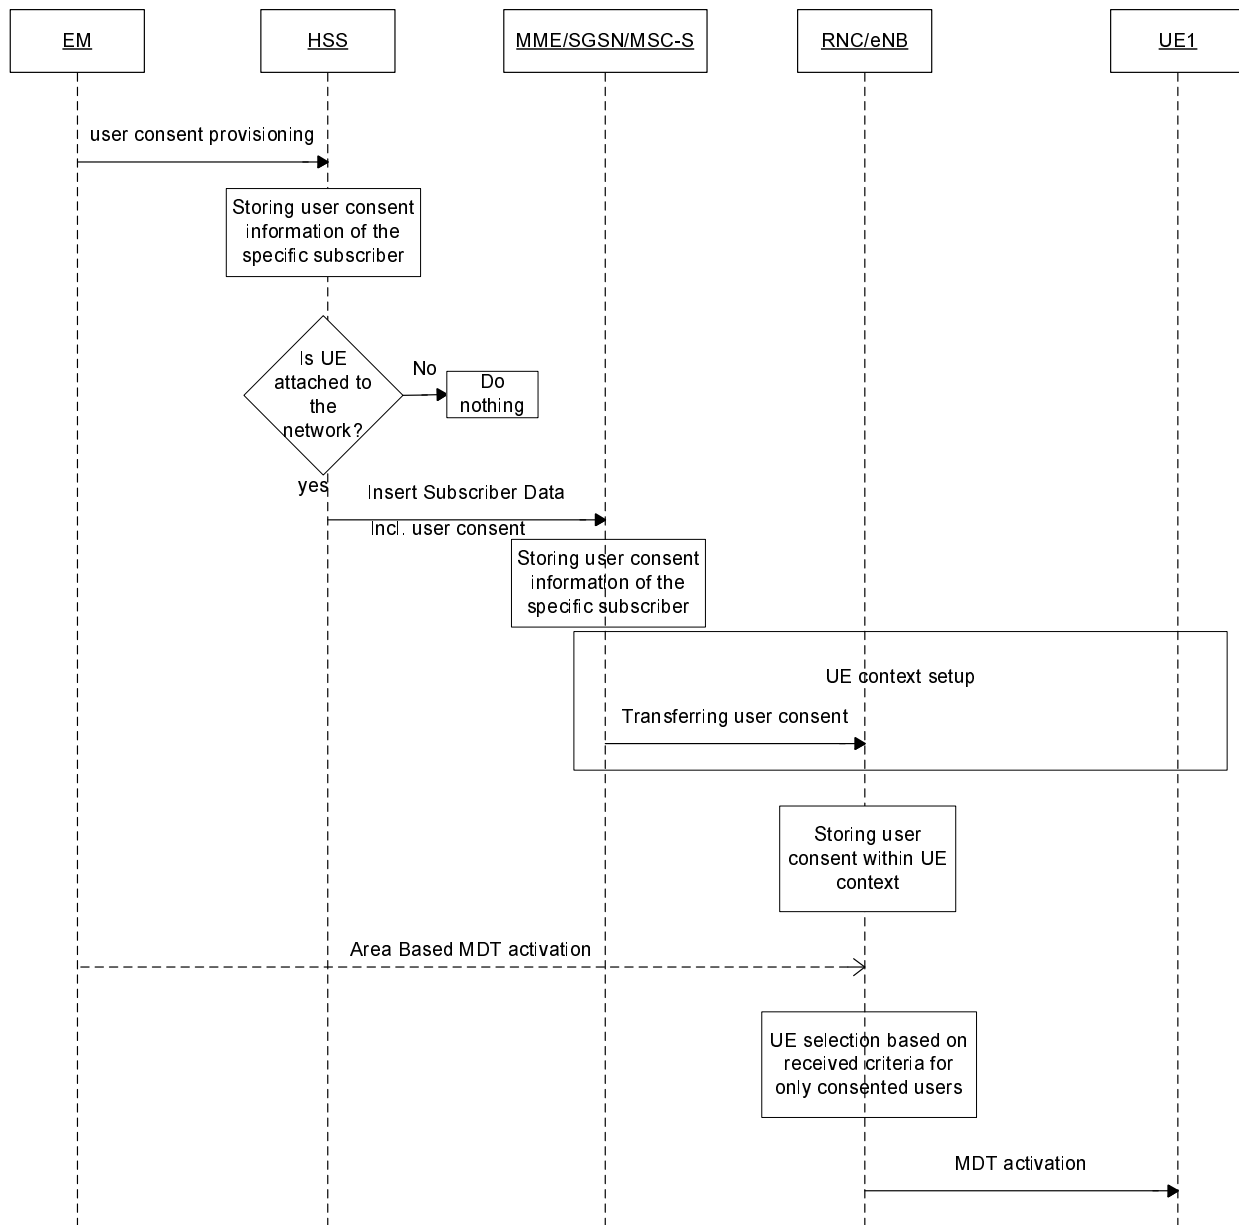 EM
HSS
MME/SGSN/MSC-S
RNC/eNB
UE1
user consent provisioning
Storing user consent
information of the
specific subscriber
Is UE
attached to
the
network?
No
Do
nothing
yes
Insert Subscriber Data
Incl. user consent
Storing user consent
information of the
specific subscriber
UE context setup
Transferring user consent
Storing user
consent within UE
context
Area Based MDT activation
UE selection based on
received criteria for
only consented users
MDT activation